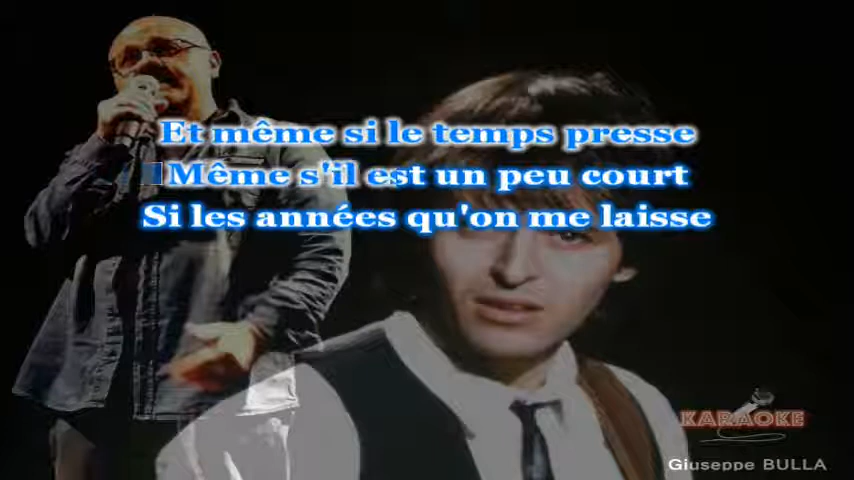 Et même si le temps presse
Même s'il est un peu court
Si les années qu'on me laisse
KARAOKE
Giuseppe BULLA